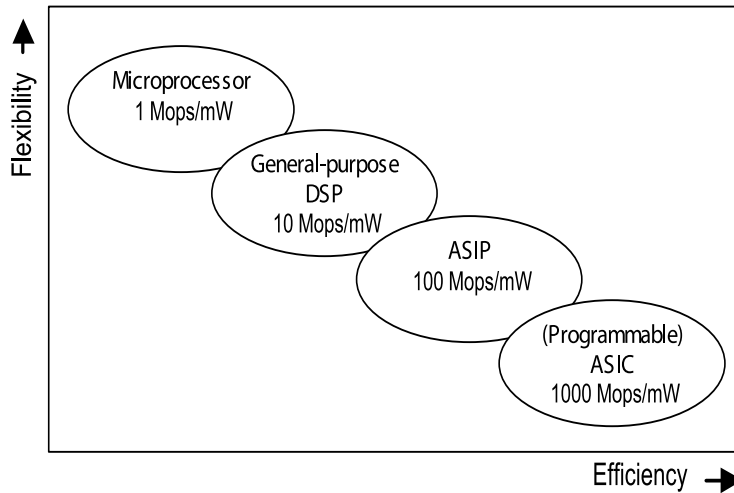 Flexibility
Microprocessor
1 Mops/mW
General-purpose
DSP
10 Mops/mW
ASIP
100 Mops/mW
(Programmable)
ASIC
1000 Mops/mW
Efficiency